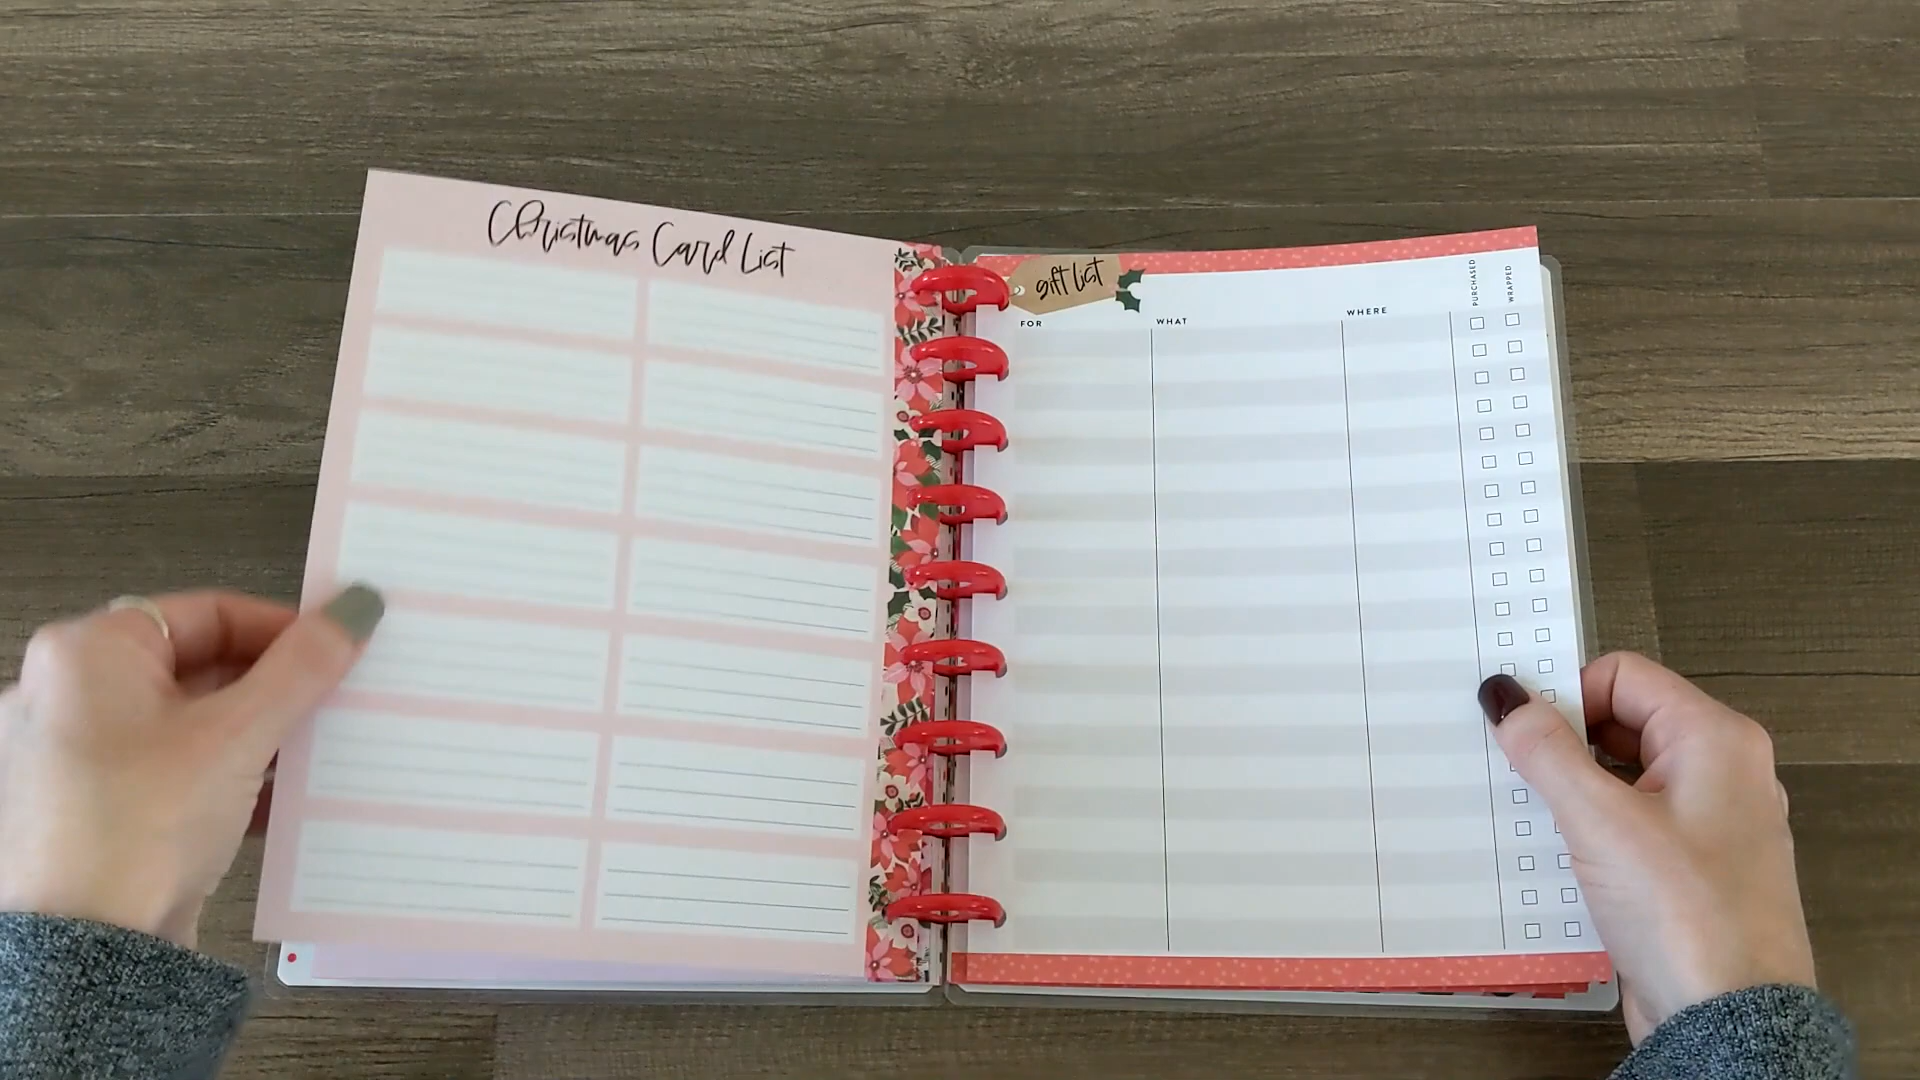 Christmas Card List
gift list
FOR
WHAT
WHERE
PURCHASED
WRAPPED